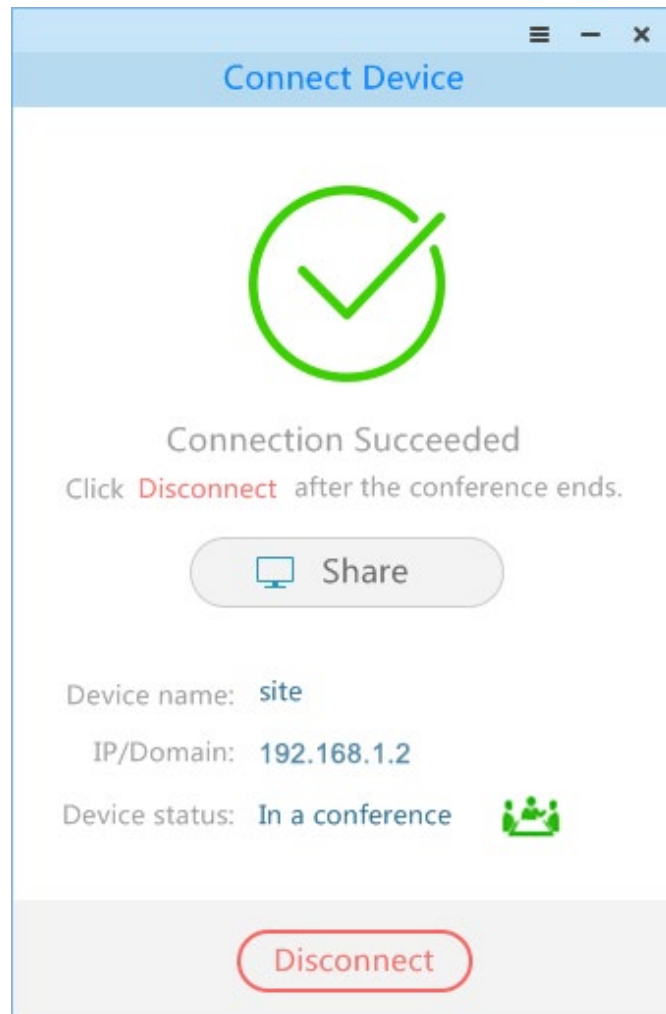 Connect Device
Connection Succeeded
Click Disconnect after the conference ends.
Share
Device name: site
IP/Domain: 192.168.1.2
Device status: In a conference
Disconnect